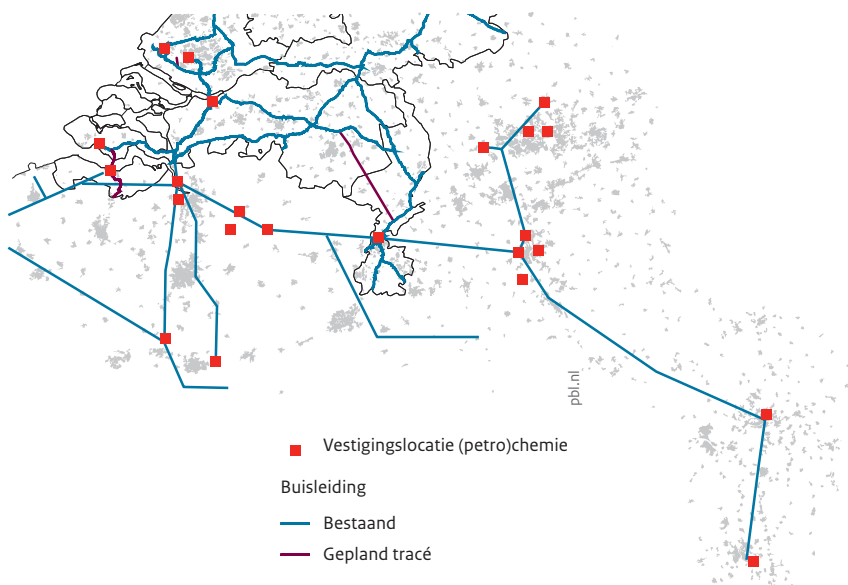 pbl.nl
Vestigingslocatie (petro)chemie
Buisleiding
Bestaand
Gepland tracé